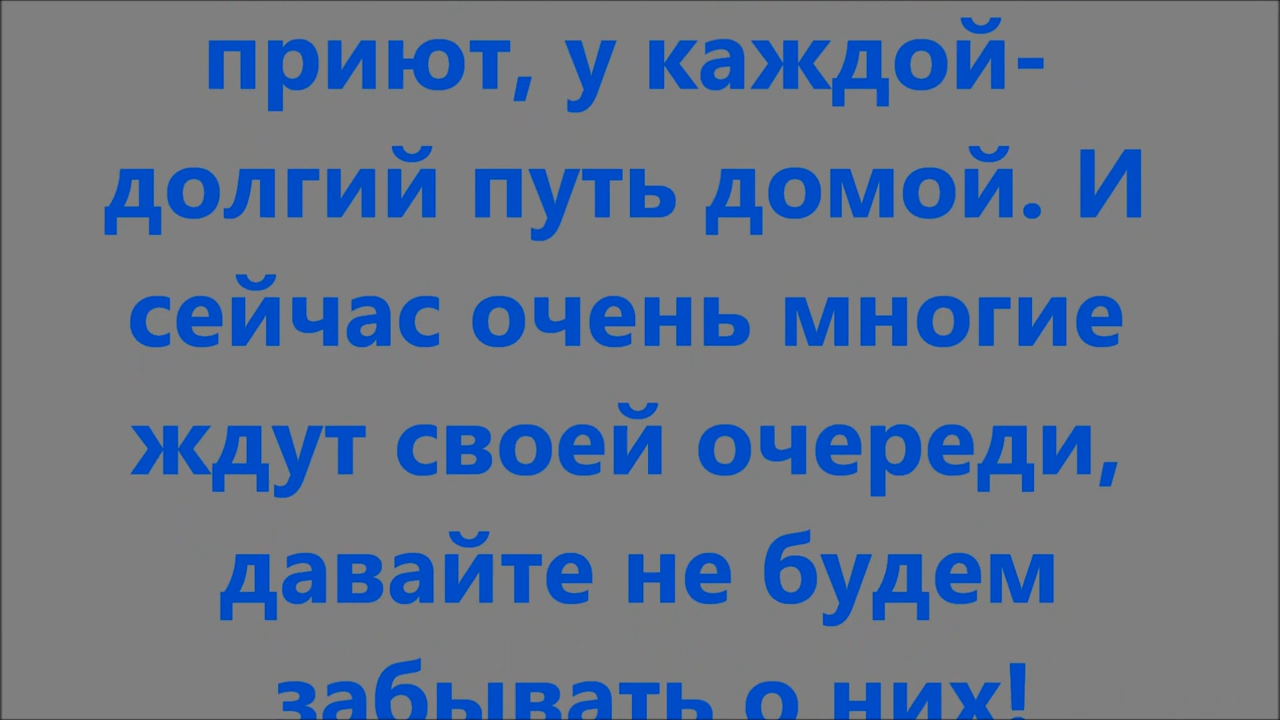 приют, у каждой-
долгий путь домой. И
сейчас очень многие
ждут своей очереди,
давайте не будем
забывать о них!